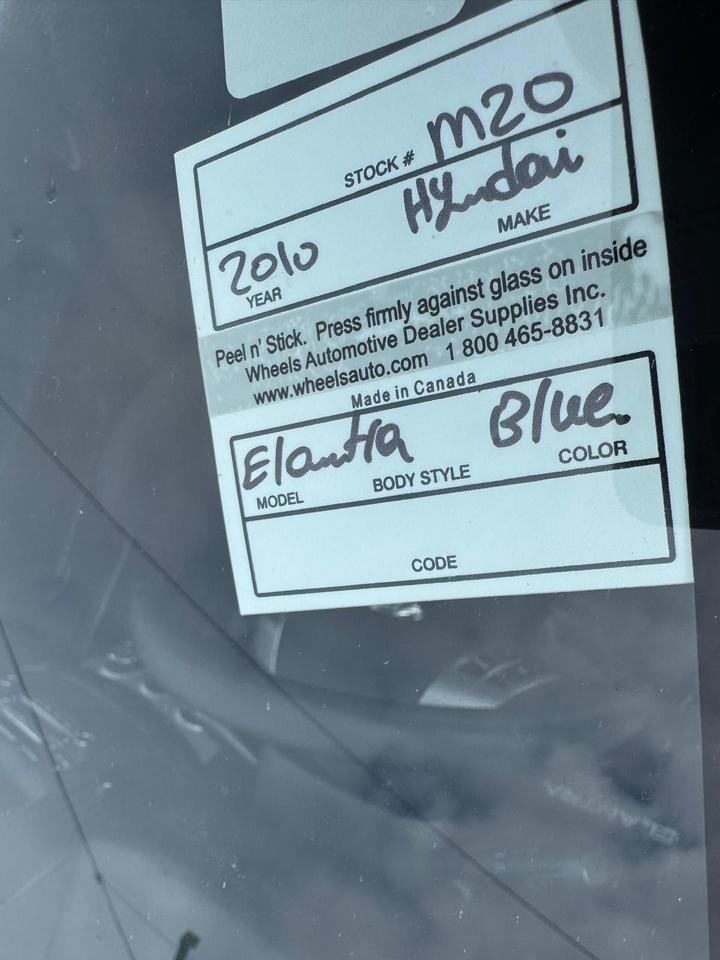 STOCK # M20
2010 Hyundai
YEAR MAKE
Peel n' Stick. Press firmly against glass on inside
Wheels Automotive Dealer Supplies Inc.
www.wheelsauto.com 1 800 465-8831
Made in Canada
Elantra Blue
MODEL BODY STYLE COLOR
CODE
ELANTRA